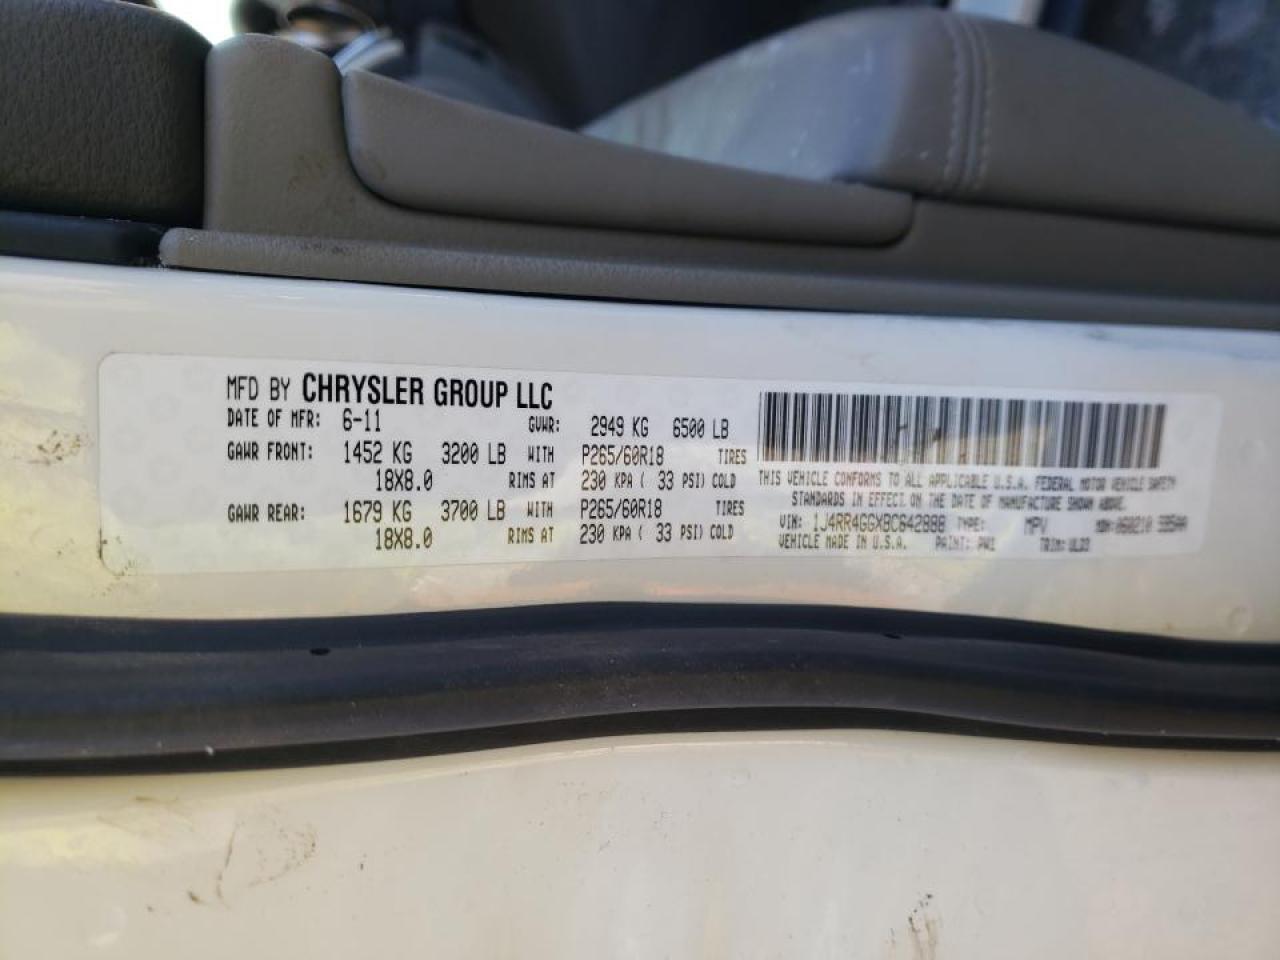 MFD BY CHRYSLER GROUP LLC
DATE OF MFR: 6-11 GVWR: 2949 KG 6500 LB
GAWR FRONT: 1452 KG 3200 LB WITH P265/60R18 TIRES
18X8.0 RIMS AT 230 KPA ( 33 PSI) COLD
GAWR REAR: 1679 KG 3700 LB WITH P265/60R18 TIRES
18X8.0 RIMS AT 230 KPA ( 33 PSI) COLD
THIS VEHICLE CONFORMS TO ALL APPLICABLE U.S.A. FEDERAL MOTOR VEHICLE SAFETY
STANDARDS IN EFFECT ON THE DATE OF MANUFACTURE SHOWN ABOVE.
VIN: 1J4RR4GGXBC642888 TYPE: MPV MDH: 060210
VEHICLE MADE IN U.S.A. PAINT: PW1 TRIM: